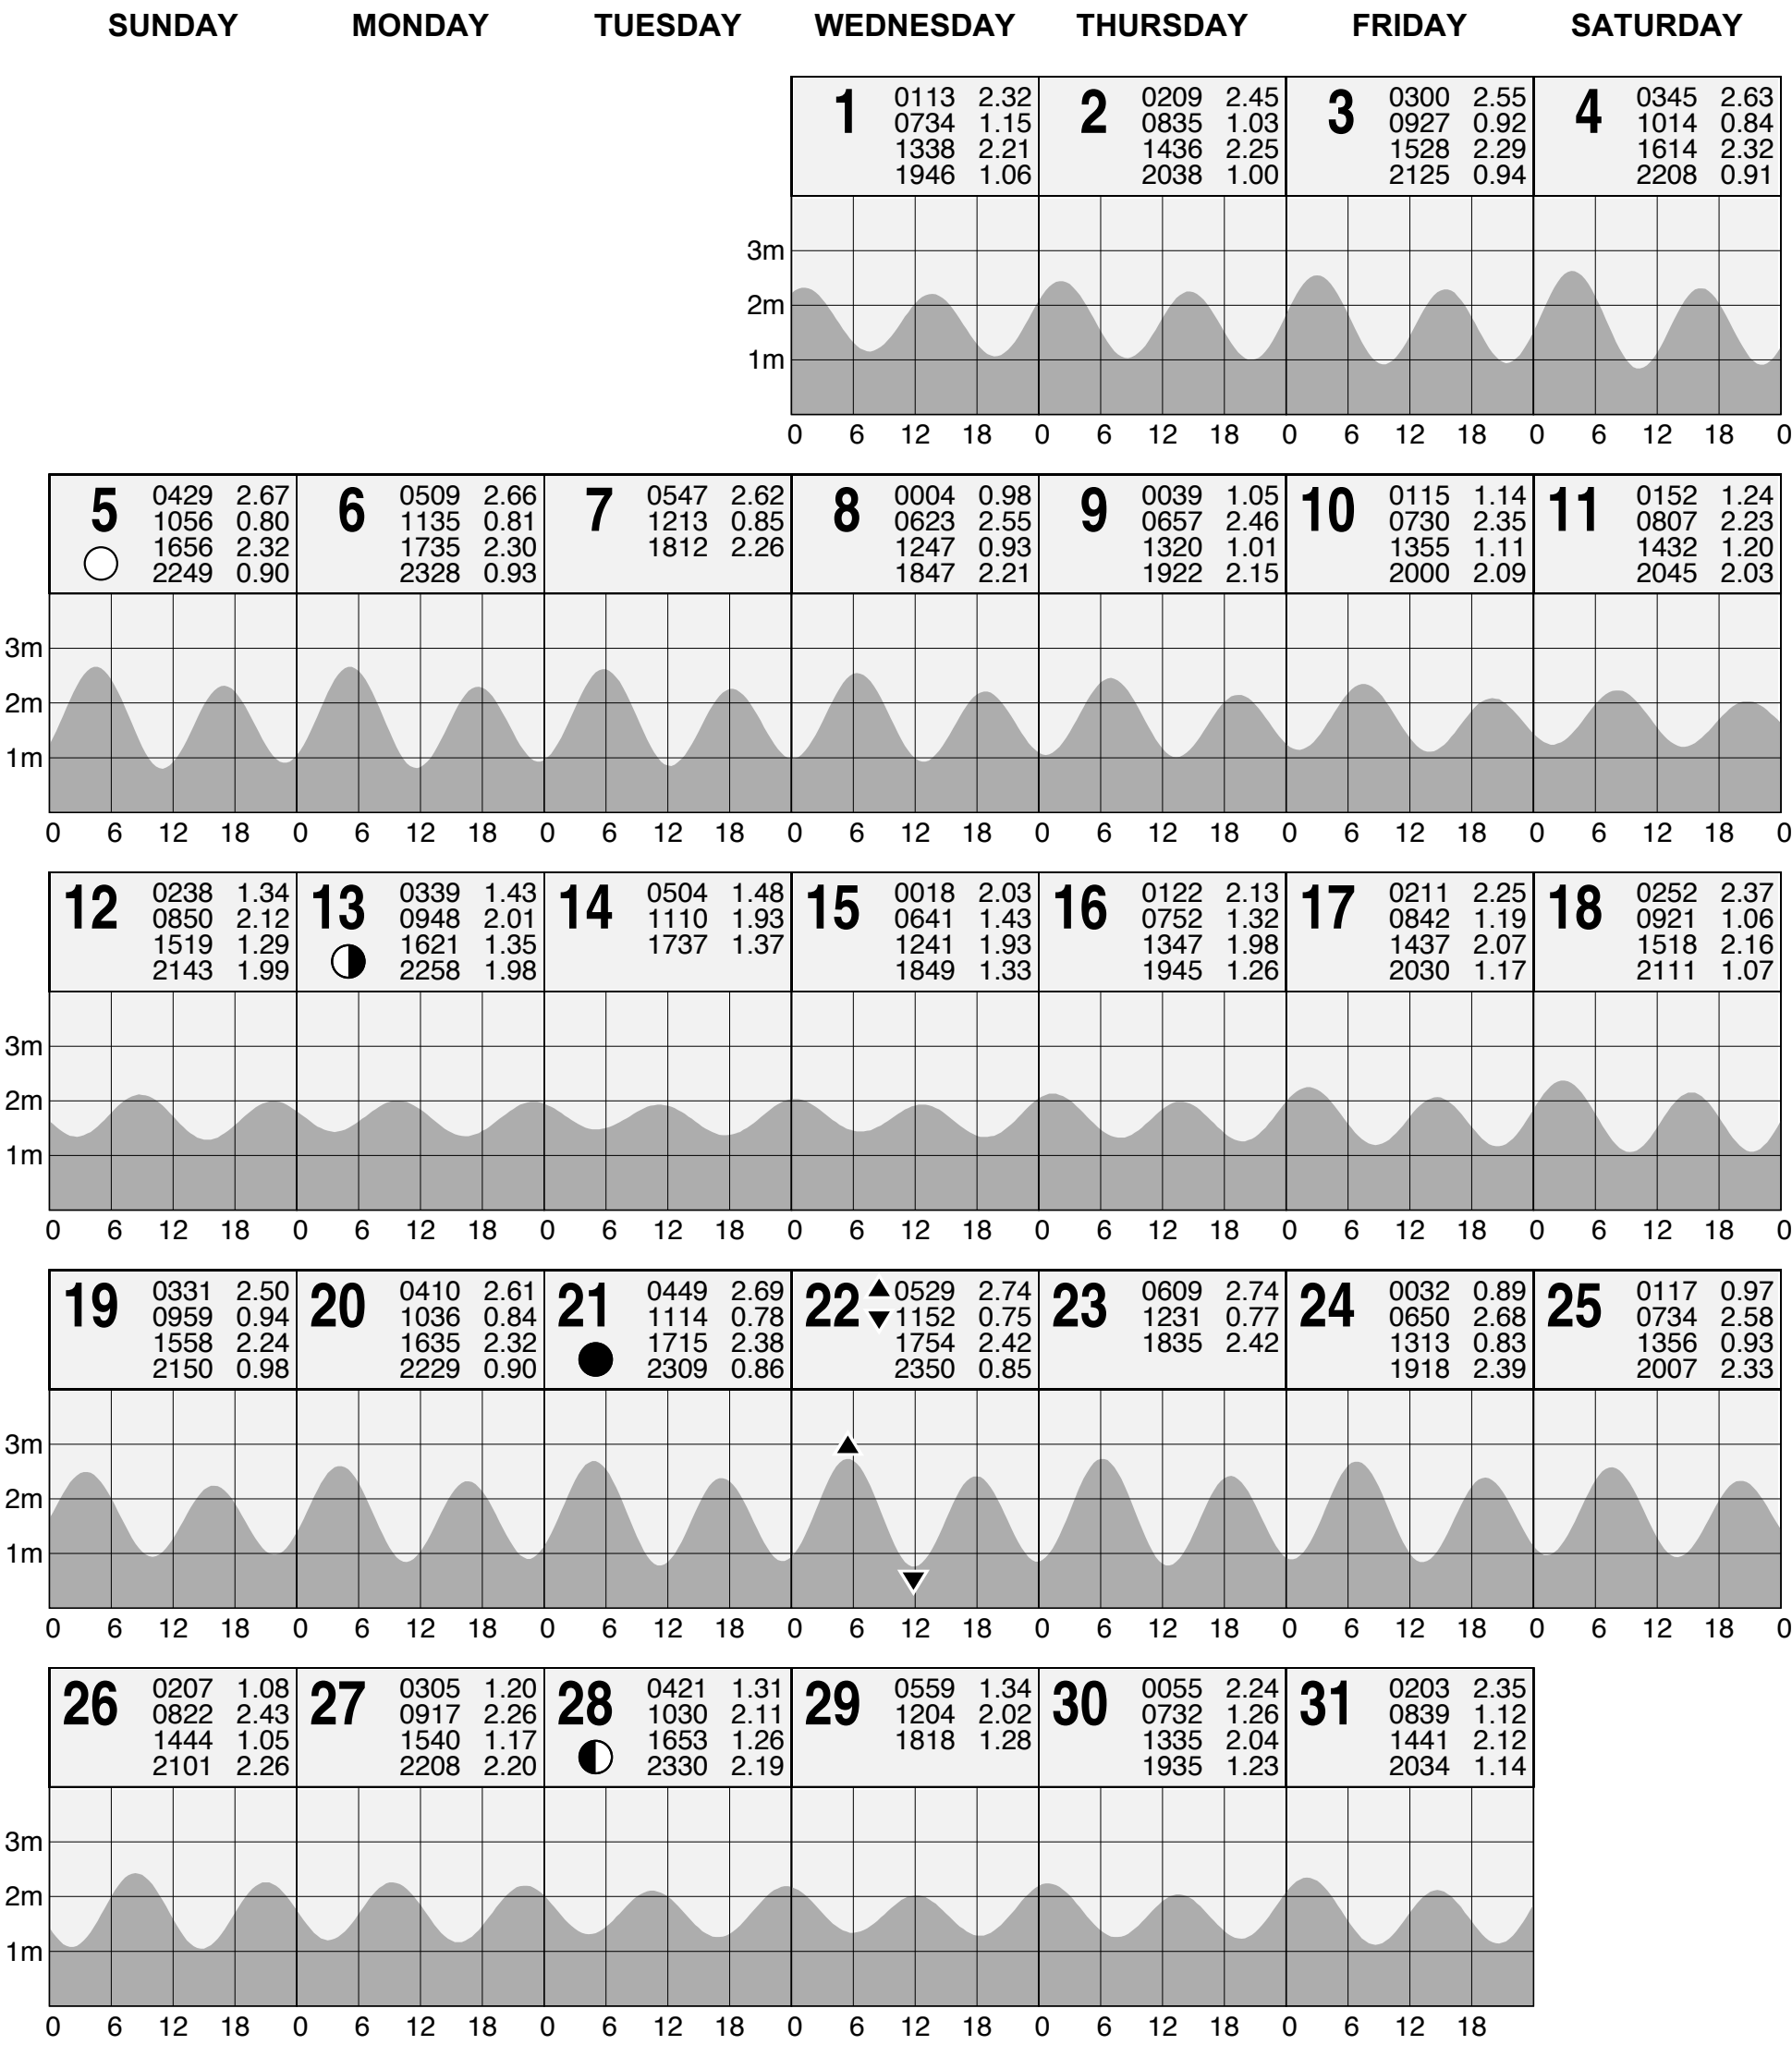 SUNDAY MONDAY TUESDAY WEDNESDAY THURSDAY FRIDAY SATURDAY
1 0113 2.32 2 0209 2.45 3 0300 2.55 4 0345 2.63
0734 1.15 0835 1.03 0927 0.92 1014 0.84
1338 2.21 1436 2.25 1528 2.29 1614 2.32
1946 1.06 2038 1.00 2125 0.94 2208 0.91
3m
2m
1m
0 6 12 18 0 6 12 18 0 6 12 18 0 6 12 18 0
5 0429 2.67 6 0509 2.66 7 0547 2.62 8 0004 0.98 9 0039 1.05 10 0115 1.14 11 0152 1.24
1056 0.80 1135 0.81 1213 0.85 0623 2.55 0657 2.46 0730 2.35 0807 2.23
1656 2.32 1735 2.30 1812 2.26 1247 0.93 1320 1.01 1355 1.11 1432 1.20
2249 0.90 2328 0.93 1847 2.21 1922 2.15 2000 2.09 2045 2.03
3m
2m
1m
0 6 12 18 0 6 12 18 0 6 12 18 0 6 12 18 0 6 12 18 0 6 12 18 0 6 12 18 0
12 0238 1.34 13 0339 1.43 14 0504 1.48 15 0018 2.03 16 0122 2.13 17 0211 2.25 18 0252 2.37
0850 2.12 0948 2.01 1110 1.93 0641 1.43 0752 1.32 0842 1.19 0921 1.06
1519 1.29 1621 1.35 1737 1.37 1241 1.93 1347 1.98 1437 2.07 1518 2.16
2143 1.99 2258 1.98 1849 1.33 1945 1.26 2030 1.17 2111 1.07
3m
2m
1m
0 6 12 18 0 6 12 18 0 6 12 18 0 6 12 18 0 6 12 18 0 6 12 18 0 6 12 18 0
19 0331 2.50 20 0410 2.61 21 0449 2.69 22 0529 2.74 23 0609 2.74 24 0032 0.89 25 0117 0.97
0959 0.94 1036 0.84 1114 0.78 1152 0.75 1231 0.77 0650 2.68 0734 2.58
1558 2.24 1635 2.32 1715 2.38 1754 2.42 1835 2.42 1313 0.83 1356 0.93
2150 0.98 2229 0.90 2309 0.86 2350 0.85 1918 2.39 2007 2.33
3m
2m
1m
0 6 12 18 0 6 12 18 0 6 12 18 0 6 12 18 0 6 12 18 0 6 12 18 0 6 12 18 0
26 0207 1.08 27 0305 1.20 28 0421 1.31 29 0559 1.34 30 0055 2.24 31 0203 2.35
0822 2.43 0917 2.26 1030 2.11 1204 2.02 0732 1.26 0839 1.12
1444 1.05 1540 1.17 1653 1.26 1818 1.28 1335 2.04 1441 2.12
2101 2.26 2208 2.20 2330 2.19 1935 1.23 2034 1.14
3m
2m
1m
0 6 12 18 0 6 12 18 0 6 12 18 0 6 12 18 0 6 12 18 0 6 12 18